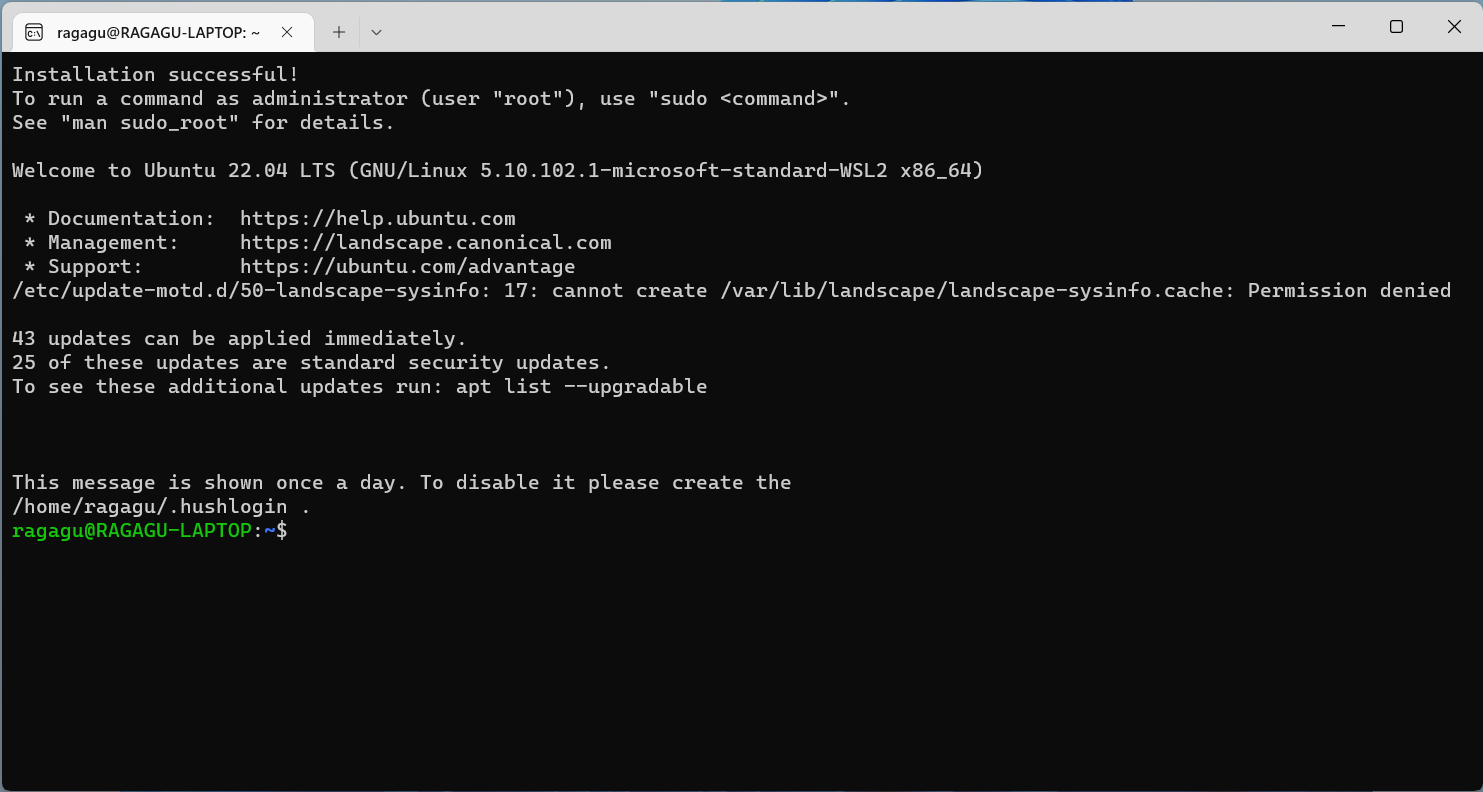 ragagu@RAGAGU-LAPTOP: ~
Installation successful!
To run a command as administrator (user "root"), use "sudo <command>".
See "man sudo_root" for details.

Welcome to Ubuntu 22.04 LTS (GNU/Linux 5.10.102.1-microsoft-standard-WSL2 x86_64)

 * Documentation:  https://help.ubuntu.com
 * Management:     https://landscape.canonical.com
 * Support:        https://ubuntu.com/advantage
/etc/update-motd.d/50-landscape-sysinfo: 17: cannot create /var/lib/landscape/landscape-sysinfo.cache: Permission denied

43 updates can be applied immediately.
25 of these updates are standard security updates.
To see these additional updates run: apt list --upgradable

This message is shown once a day. To disable it please create the
/home/ragagu/.hushlogin .
ragagu@RAGAGU-LAPTOP:~$